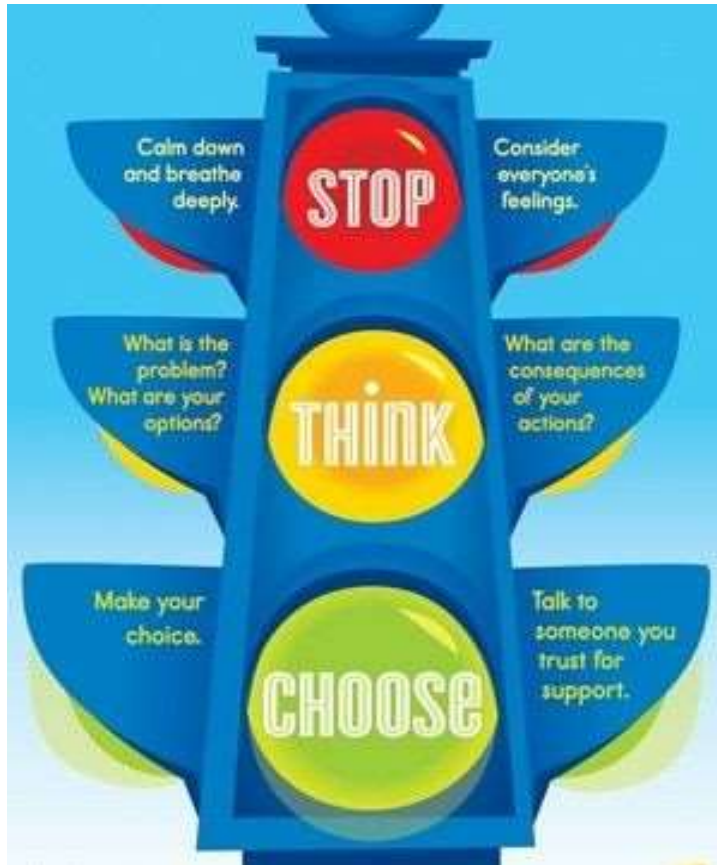 Calm down
and breathe
deeply.
STOP
Consider
everyone's
feelings.
What is the
problem?
What are your
options?
THINK
What are the
consequences
of your
actions?
Make your
choice.
CHOOSE
Talk to
someone you
trust for
support.